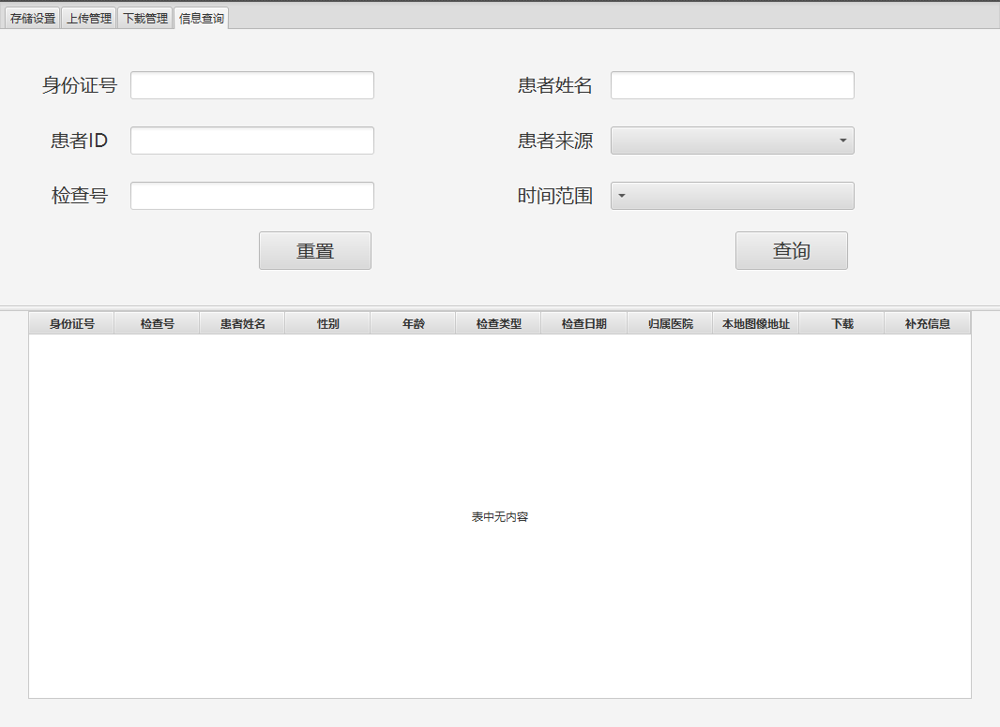 存储设置 上传管理 下载管理 信息查询
身份证号 患者姓名
患者ID 患者来源
检查号 时间范围
重置 查询
身份证号 检查号 患者姓名 性别 年龄 检查类型 检查日期 归属医院 本地图像地址 下载 补充信息
表中无内容